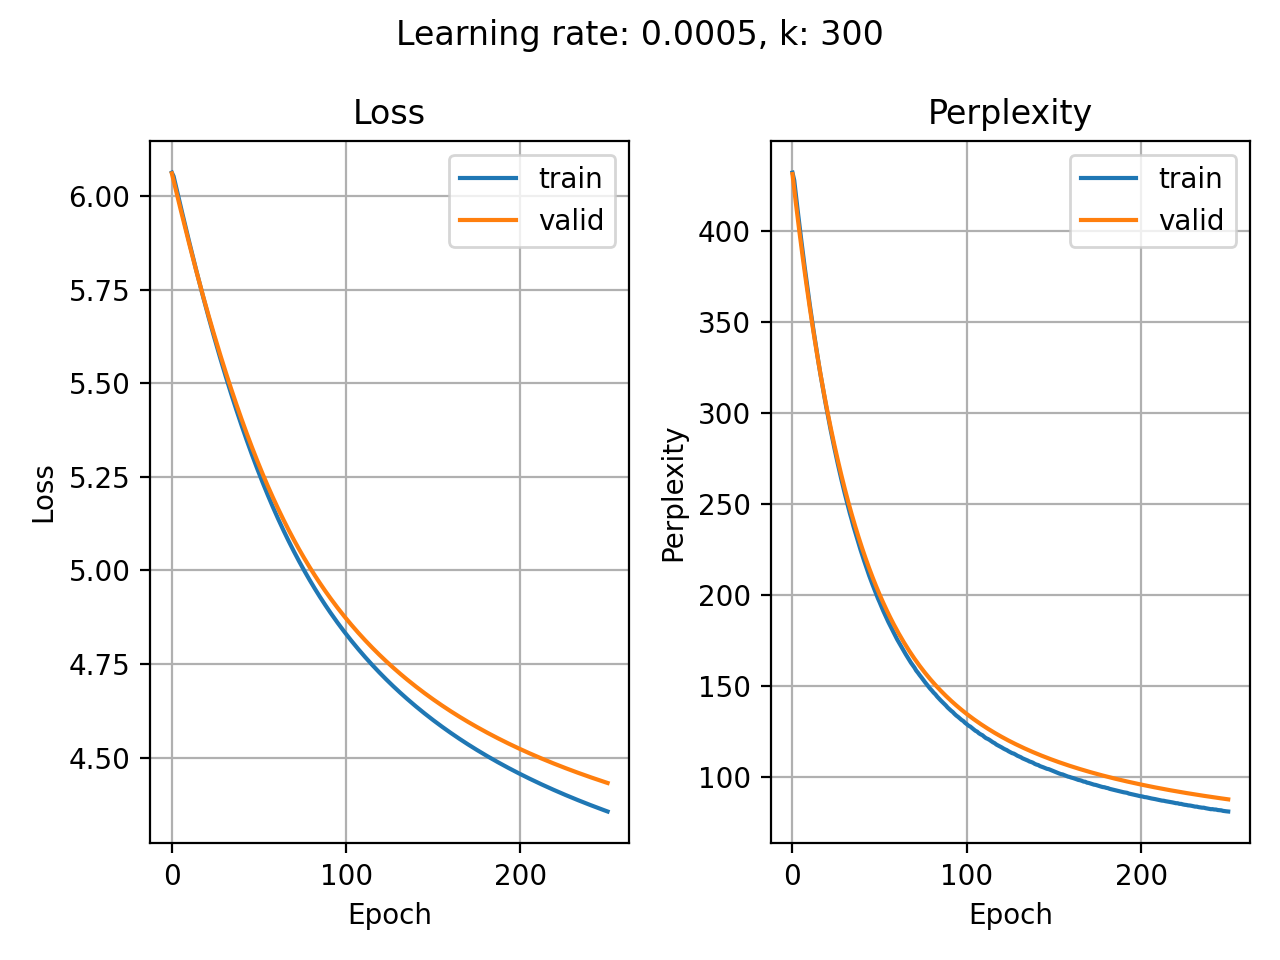 Learning rate: 0.0005, k: 300
Loss
train
valid
6.00
5.75
5.50
5.25
5.00
4.75
4.50
Loss
0 100 200
Epoch
Perplexity
train
valid
400
350
300
250
200
150
100
Perplexity
0 100 200
Epoch